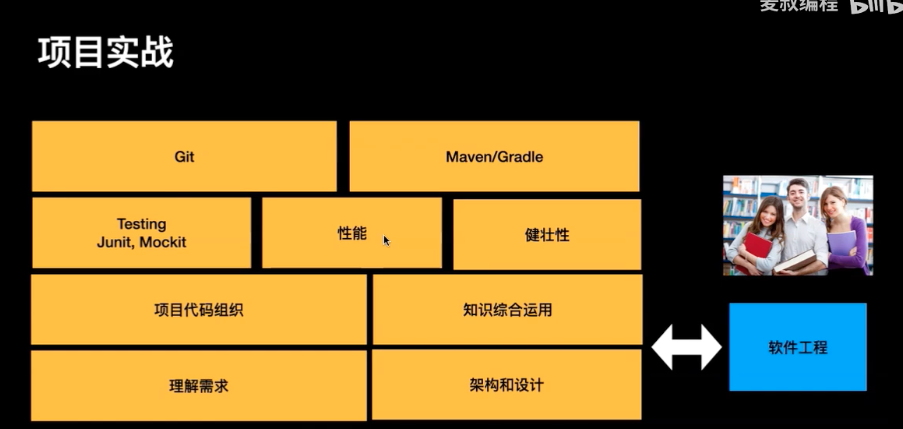 麦叔编程 bilibili
项目实战
Git
Maven/Gradle
Testing
Junit, Mockit
性能
健壮性
项目代码组织
知识综合运用
理解需求
架构和设计
软件工程